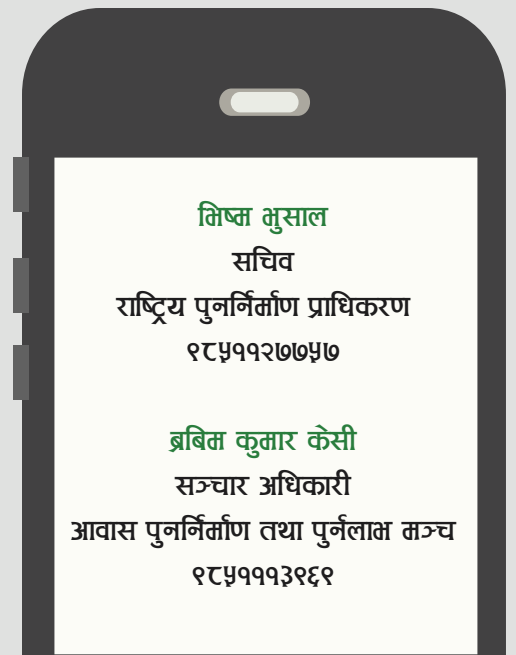 भिष्म भुसाल
सचिव
राष्ट्रिय पुनर्निर्माण प्राधिकरण
९८५११२७७५७
ब्रबिम कुमार केसी
सञ्चार अधिकारी
आवास पुनर्निर्माण तथा पुर्नलाभ मञ्च
९८५१११३९६९